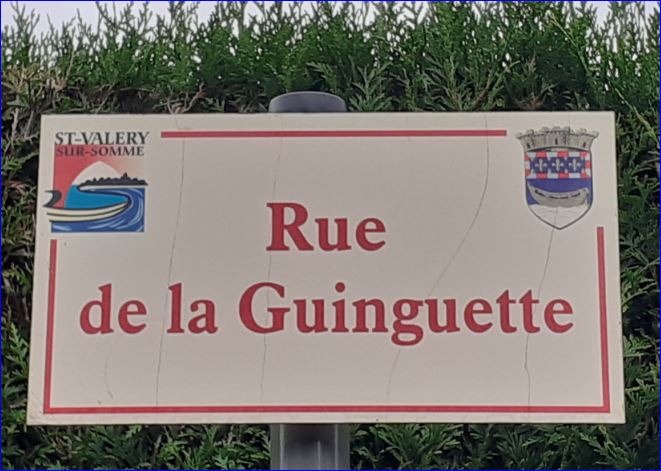 ST-VALERY
SUR-SOMME
Rue
de la Guinguette